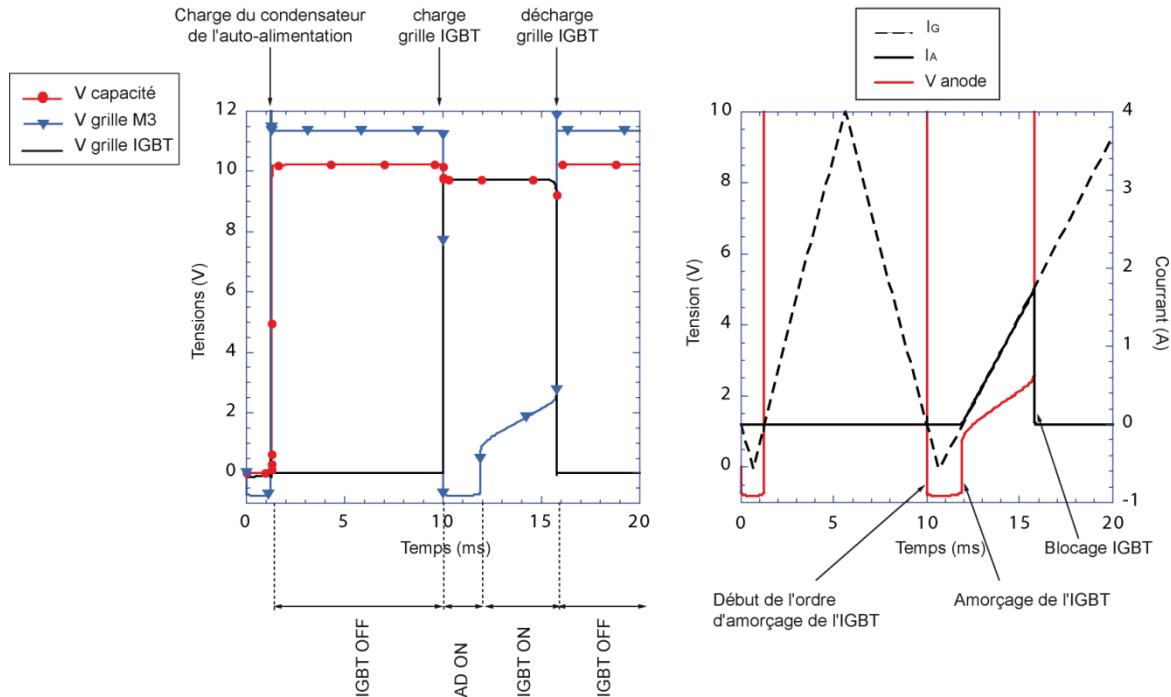 Charge du condensateur
de l'auto-alimentation
charge
grille IGBT
décharge
grille IGBT
V capacité
V grille M3
V grille IGBT
Tensions (V)
12
10
8
6
4
2
0
0
5
10
15
20
Temps (ms)
IGBT OFF
AD ON
IGBT ON
IGBT OFF
IG
IA
V anode
Tension (V)
10
8
6
4
2
0
4
3
2
1
0
-1
Courrant (A)
0
5
10
15
20
Temps (ms)
Blocage IGBT
Début de l'ordre
d'amorçage de l'IGBT
Amorçage de l'IGBT